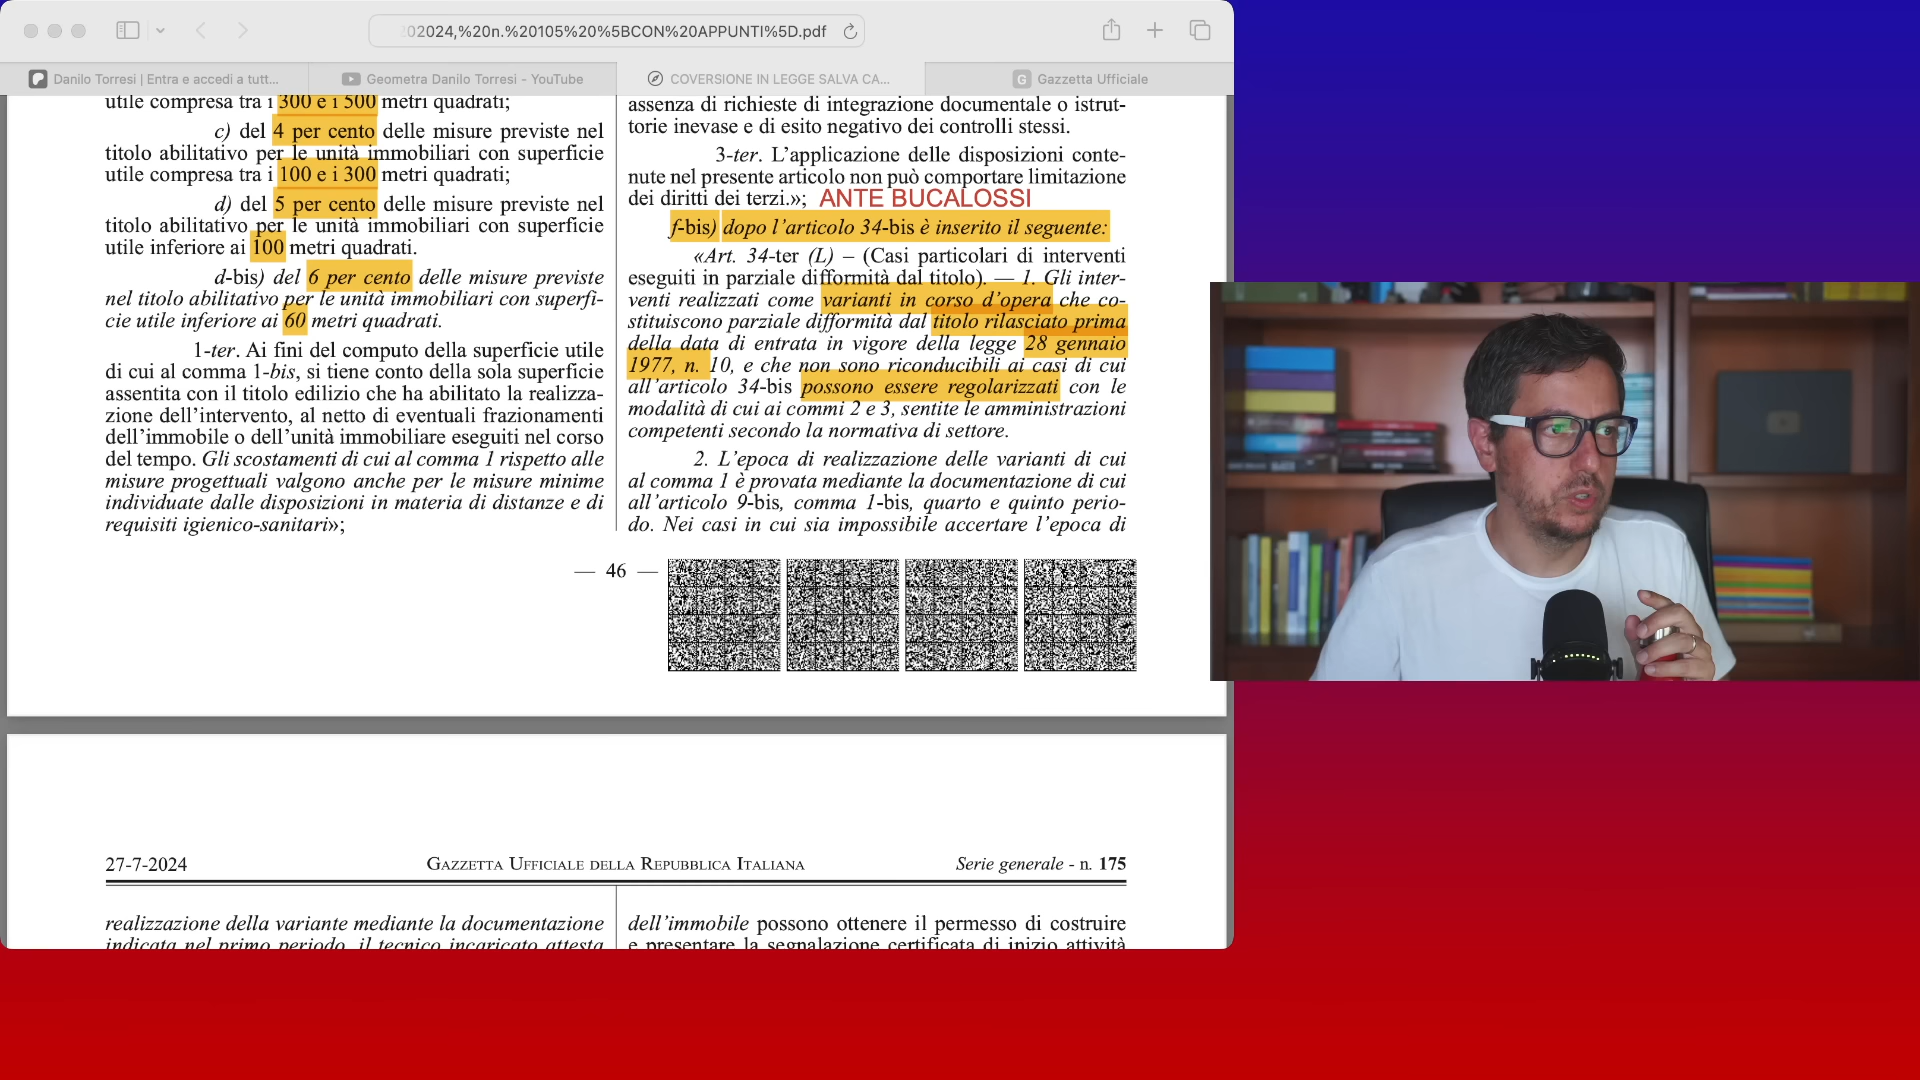 202024,%20n.%20105%20%5BCON%20APPUNTI%5D.pdf
Danilo Torresi | Entra e accedi a tutt...
Geometra Danilo Torresi - YouTube
COVERSIONE IN LEGGE SALVA CA...
G Gazzetta Ufficiale
utile compresa tra i 300 e i 500 metri quadrati;
c) del 4 per cento delle misure previste nel
titolo abilitativo per le unità immobiliari con superficie
utile compresa tra i 100 e i 300 metri quadrati;
d) del 5 per cento delle misure previste nel
titolo abilitativo per le unità immobiliari con superficie
utile inferiore ai 100 metri quadrati.
d-bis) del 6 per cento delle misure previste
nel titolo abilitativo per le unità immobiliari con superfi-
cie utile inferiore ai 60 metri quadrati.
1-ter. Ai fini del computo della superficie utile
di cui al comma 1-bis, si tiene conto della sola superficie
assentita con il titolo edilizio che ha abilitato la realizza-
zione dell'intervento, al netto di eventuali frazionamenti
dell'immobile o dell'unità immobiliare eseguiti nel corso
del tempo. Gli scostamenti di cui al comma 1 rispetto alle
misure progettuali valgono anche per le misure minime
individuate dalle disposizioni in materia di distanze e di
requisiti igienico-sanitari»;
assenza di richieste di integrazione documentale o istrut-
torie inevase e di esito negativo dei controlli stessi.
3-ter. L'applicazione delle disposizioni conte-
nute nel presente articolo non può comportare limitazione
dei diritti dei terzi.»; ANTE BUCALOSSI
f-bis) dopo l'articolo 34-bis è inserito il seguente:
«Art. 34-ter (L) – (Casi particolari di interventi
eseguiti in parziale difformità dal titolo). — 1. Gli inter-
venti realizzati come varianti in corso d'opera che co-
stituiscono parziale difformità dal titolo rilasciato prima
della data di entrata in vigore della legge 28 gennaio
1977, n. 10, e che non sono riconducibili ai casi di cui
all'articolo 34-bis possono essere regolarizzati con le
modalità di cui ai commi 2 e 3, sentite le amministrazioni
competenti secondo la normativa di settore.
2. L'epoca di realizzazione delle varianti di cui
al comma 1 è provata mediante la documentazione di cui
all'articolo 9-bis, comma 1-bis, quarto e quinto perio-
do. Nei casi in cui sia impossibile accertare l'epoca di
— 46 —
27-7-2024
GAZZETTA UFFICIALE DELLA REPUBBLICA ITALIANA
Serie generale - n. 175
realizzazione della variante mediante la documentazione
indicata nel primo periodo, il tecnico incaricato attesta
dell'immobile possono ottenere il permesso di costruire
e presentare la segnalazione certificata di inizio attività